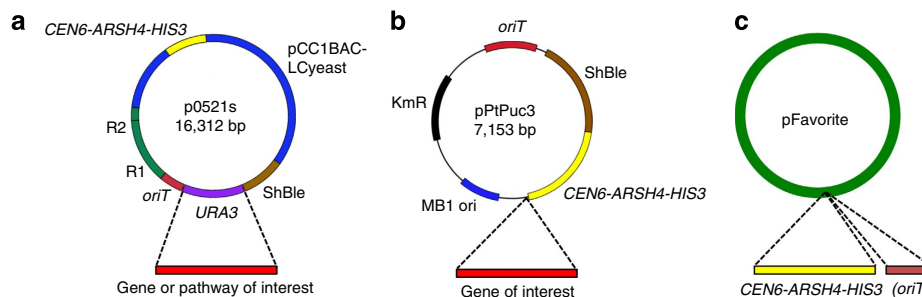 a
CEN6-ARSH4-HIS3
pCC1BAC-
LCyeast
p0521s
16,312 bp
R2
R1
oriT
URA3
ShBle
Gene or pathway of interest
b
oriT
ShBle
KmR
pPtPuc3
7,153 bp
MB1 ori
CEN6-ARSH4-HIS3
Gene of interest
c
pFavorite
CEN6-ARSH4-HIS3 (oriT